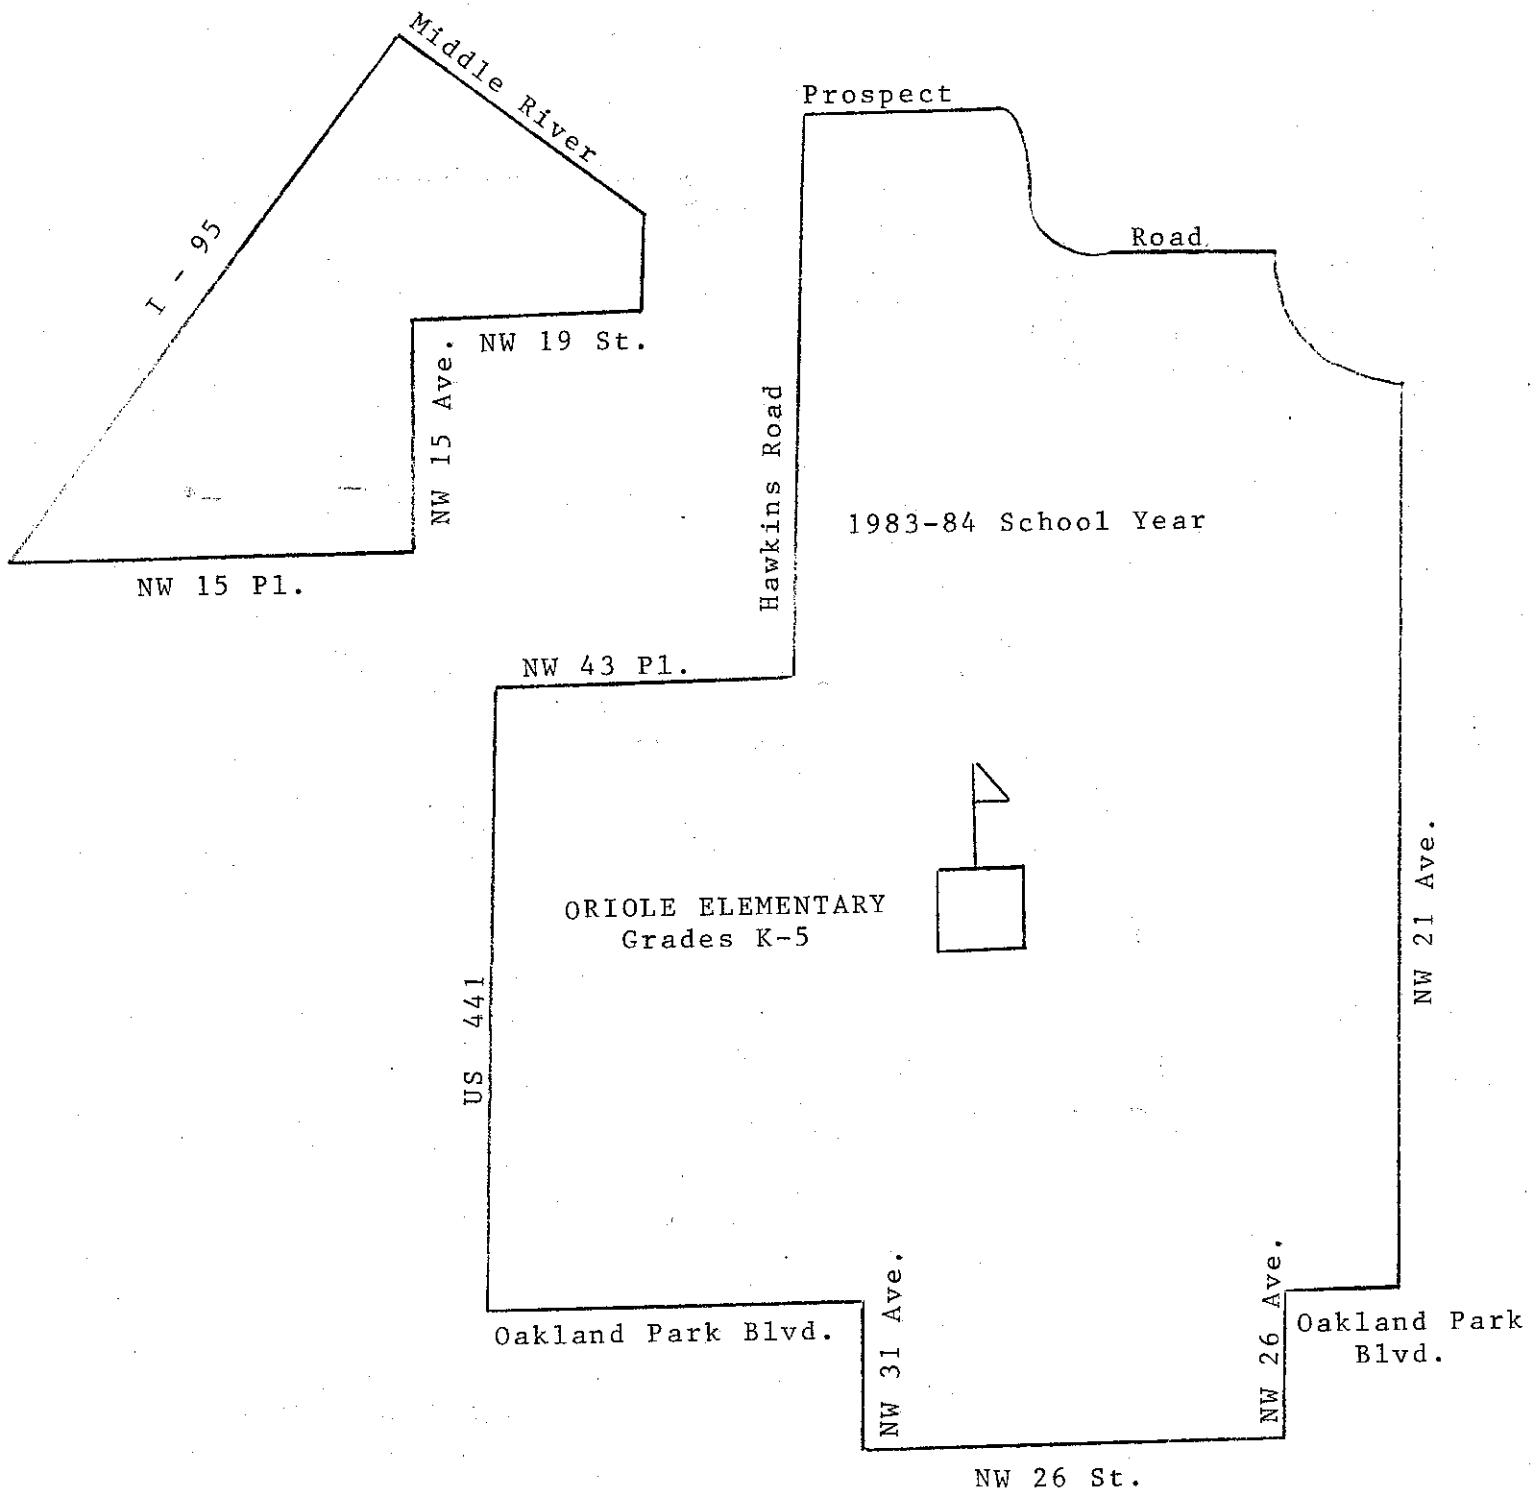 Middle River
Prospect
Road
I - 95
NW 19 St.
NW 15 Ave.
Hawkins Road
1983-84 School Year
NW 15 Pl.
NW 43 Pl.
ORIOLE ELEMENTARY
Grades K-5
NW 21 Ave.
US 441
NW 31 Ave.
NW 26 Ave.
Oakland Park Blvd.
Oakland Park
Blvd.
NW 26 St.